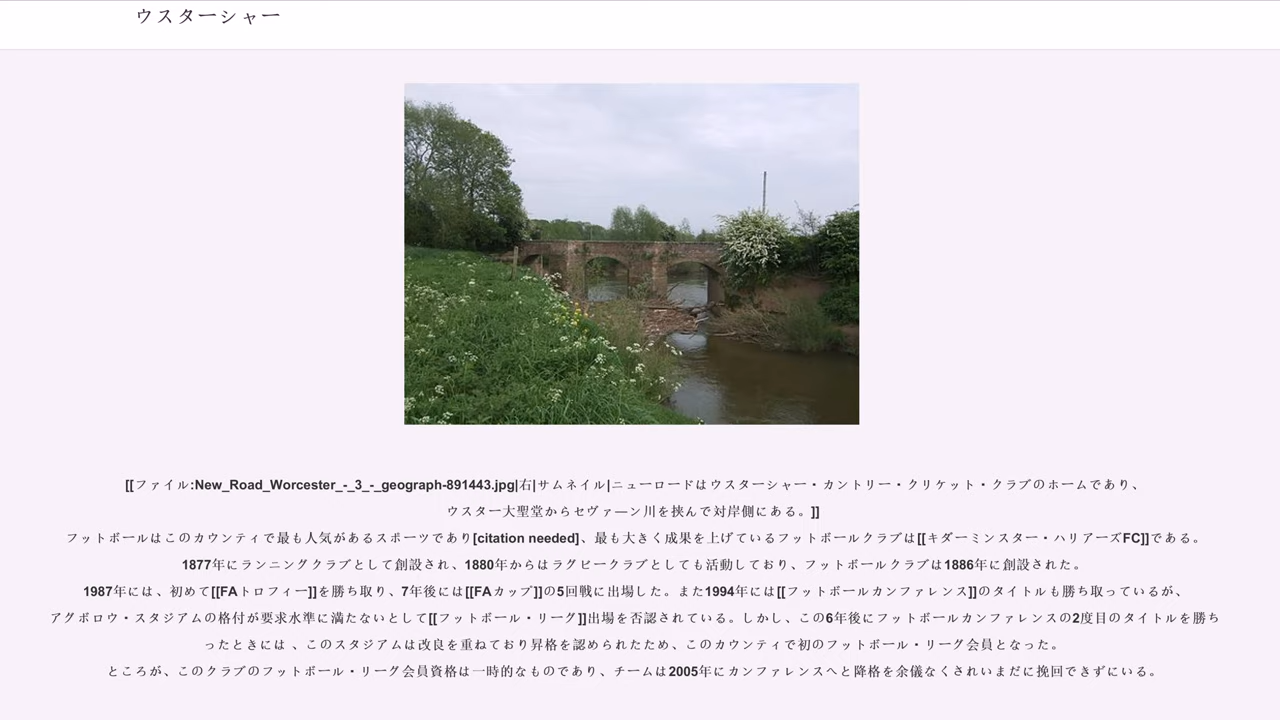 ウスターシャー
[[ファイル:New_Road_Worcester_-_3_-_geograph-891443.jpg|右|サムネイル|ニューロードはウスターシャー・カントリー・クリケット・クラブのホームであり、
ウスター大聖堂からセヴァ―ン川を挟んで対岸側にある。]]
フットボールはこのカウンティで最も人気があるスポーツであり[citation needed]、最も大きく成果を上げているフットボールクラブは[[キダーミンスター・ハリアーズFC]]である。
1877年にランニングクラブとして創設され、1880年からはラグビークラブとしても活動しており、フットボールクラブは1886年に創設された。
1987年には、初めて[[FAトロフィー]]を勝ち取り、7年後には[[FAカップ]]の5回戦に出場した。また1994年には[[フットボールカンファレンス]]のタイトルも勝ち取っているが、
アグボロウ・スタジアムの格付が要求水準に満たないとして[[フットボール・リーグ]]出場を否認されている。しかし、この6年後にフットボールカンファレンスの2度目のタイトルを勝ち
ったときには 、このスタジアムは改良を重ねており昇格を認められたため、このカウンティで初のフットボール・リーグ会員となった。
ところが、このクラブのフットボール・リーグ会員資格は一時的なものであり、チームは2005年にカンファレンスへと降格を余儀なくされいまだに挽回できずにいる。